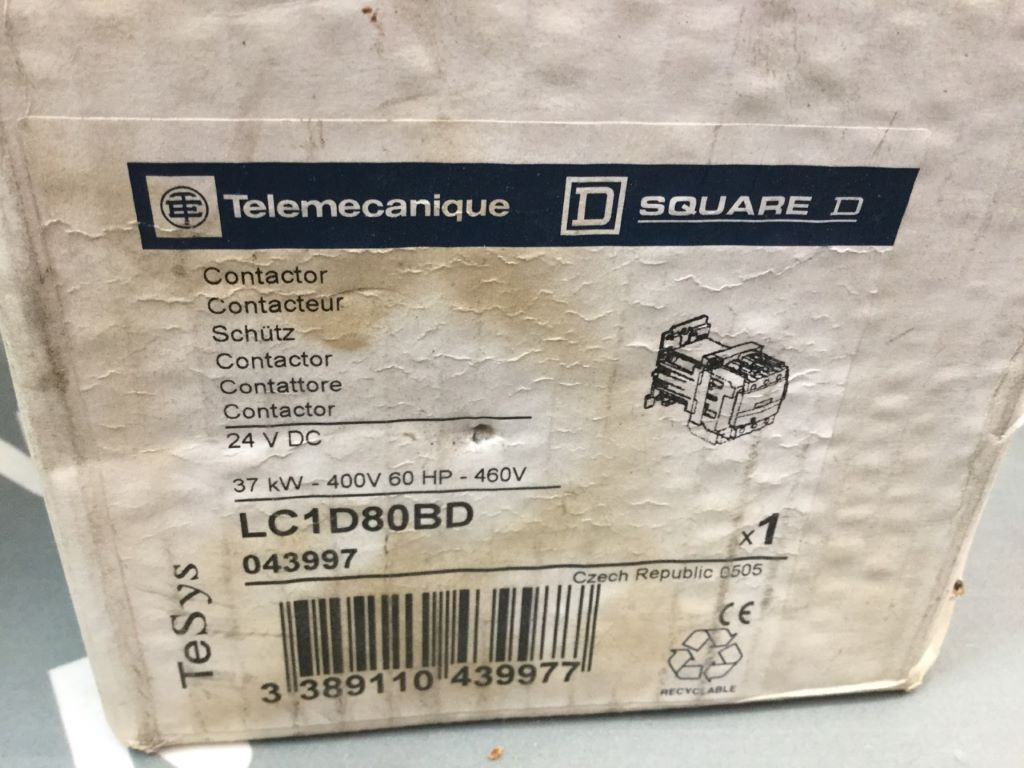 Telemecanique
D SQUARE D
Contactor
Contacteur
Schütz
Contactor
Contattore
Contactor
24 V DC
37 kW - 400V 60 HP - 460V
LC1D80BD
x1
043997
Czech Republic 0505
TeSys
3 389110 439977
CE
RECYCLABLE